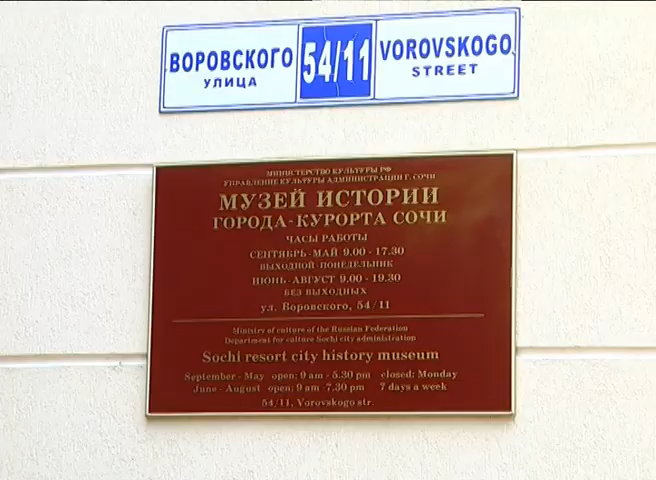 ВОРОВСКОГО
УЛИЦА
54/11
VOROVSKOGO
STREET
МИНИСТЕРСТВО КУЛЬТУРЫ РФ
УПРАВЛЕНИЕ КУЛЬТУРЫ АДМИНИСТРАЦИИ Г. СОЧИ
МУЗЕЙ ИСТОРИИ
ГОРОДА-КУРОРТА СОЧИ
ЧАСЫ РАБОТЫ
СЕНТЯБРЬ-МАЙ 9.00 - 17.30
ВЫХОДНОЙ-ПОНЕДЕЛЬНИК
ИЮНЬ-АВГУСТ 9.00 - 19.30
БЕЗ ВЫХОДНЫХ
ул. Воровского, 54/11
Ministry of culture of the Russian Federation
Department for culture Sochi city administration
Sochi resort city history museum
September - May open: 9 am - 5.30 pm closed: Monday
June - August open: 9 am -7.30 pm 7 days a week
54/11, Vorovskogo str.